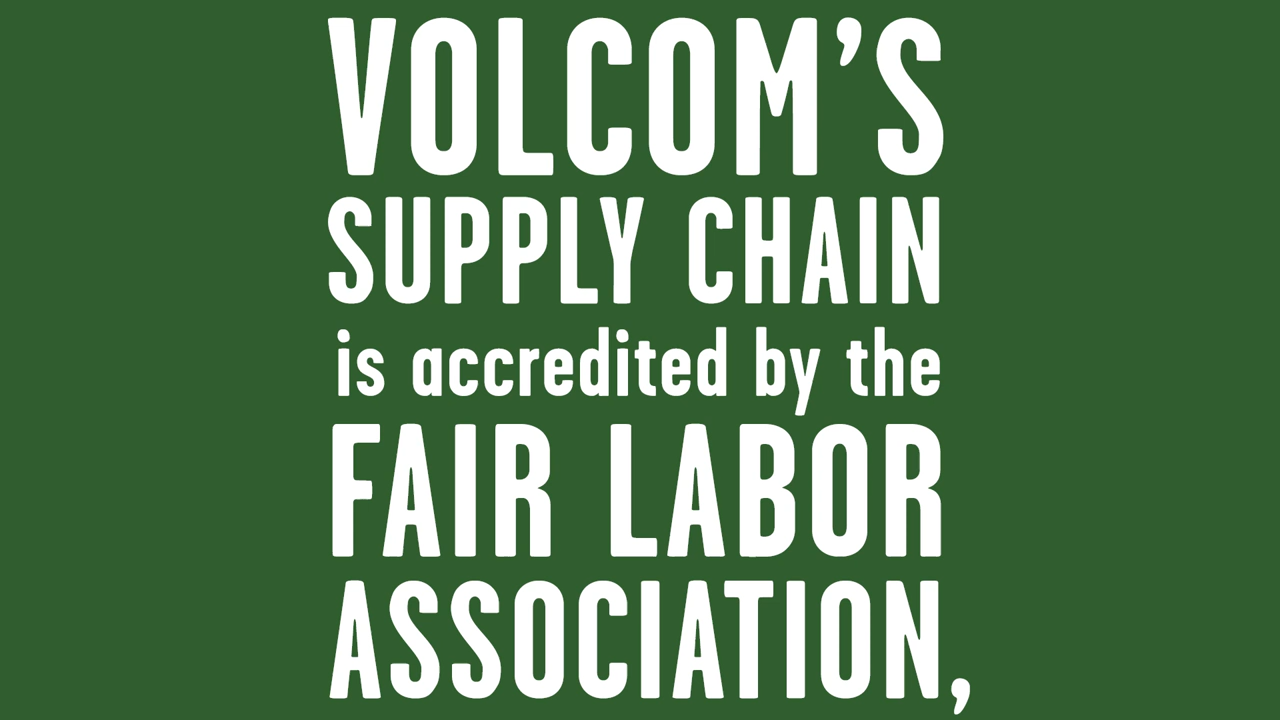 VOLCOM’S
SUPPLY CHAIN
is accredited by the
FAIR LABOR
ASSOCIATION,